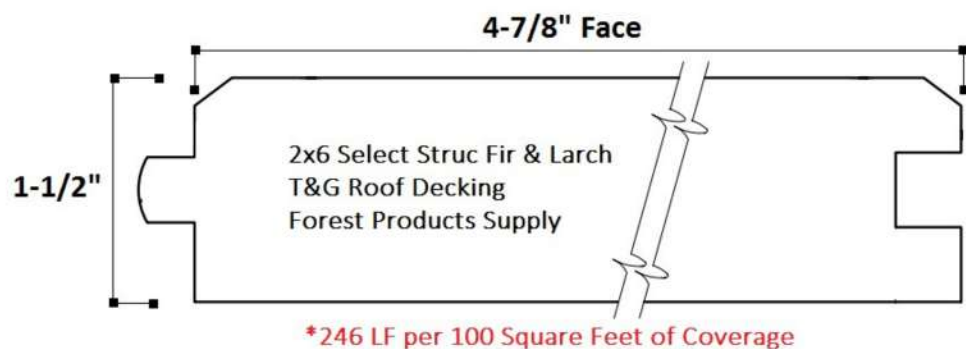 4-7/8" Face
1-1/2"
2x6 Select Struc Fir & Larch
T&G Roof Decking
Forest Products Supply
*246 LF per 100 Square Feet of Coverage